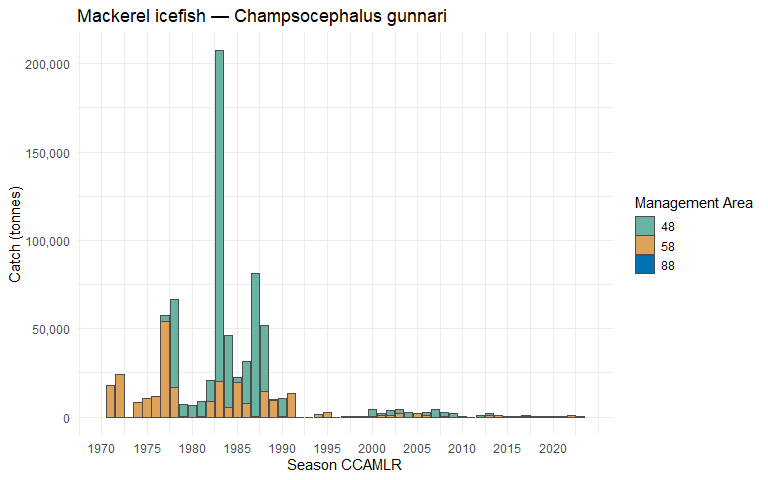 Mackerel icefish — Champsocephalus gunnari
200,000
150,000
100,000
50,000
0
Catch (tonnes)
1970 1975 1980 1985 1990 1995 2000 2005 2010 2015 2020
Season CCAMLR
Management Area
48
58
88